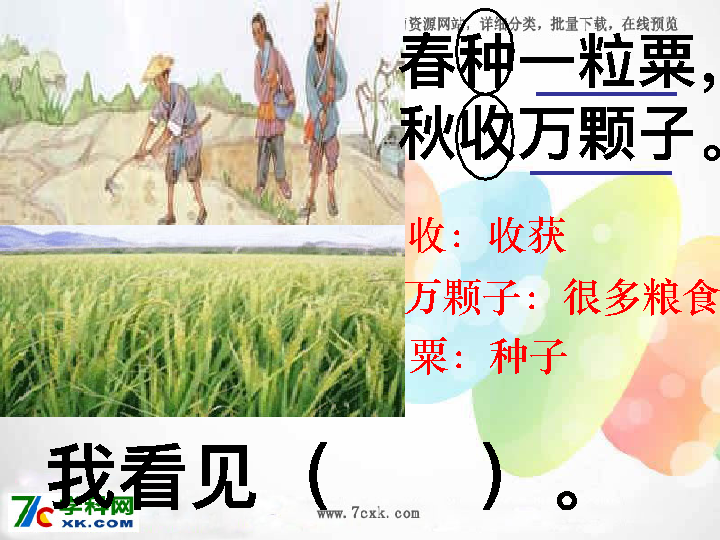 资源网站，详细分类，批量下载，在线预览
春种一粒粟，
秋收万颗子。
收：收获
万颗子：很多粮食
粟：种子
我看见（　　）。
7C学科网
XK.COM
www.7cxk.com